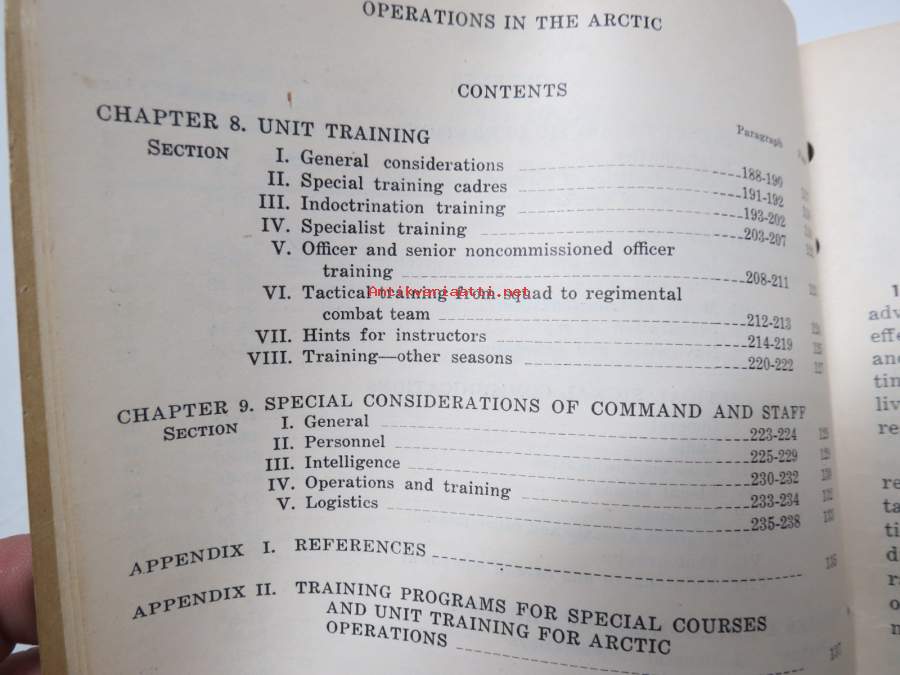 OPERATIONS IN THE ARCTIC
CONTENTS
CHAPTER 8. UNIT TRAINING Paragraph
SECTION I. General considerations 188-190
II. Special training cadres 191-192
III. Indoctrination training 193-202
IV. Specialist training 203-207
V. Officer and senior noncommissioned officer
training 208-211
VI. Tactical training from squad to regimental
Antikvariaatti.net
combat team 212-213
VII. Hints for instructors 214-219
VIII. Training—other seasons 220-222
CHAPTER 9. SPECIAL CONSIDERATIONS OF COMMAND AND STAFF
SECTION I. General 223-224
II. Personnel 225-229
III. Intelligence 230-232
IV. Operations and training 233-234
V. Logistics 235-238
APPENDIX I. REFERENCES 135
APPENDIX II. TRAINING PROGRAMS FOR SPECIAL COURSES
AND UNIT TRAINING FOR ARCTIC
OPERATIONS 137